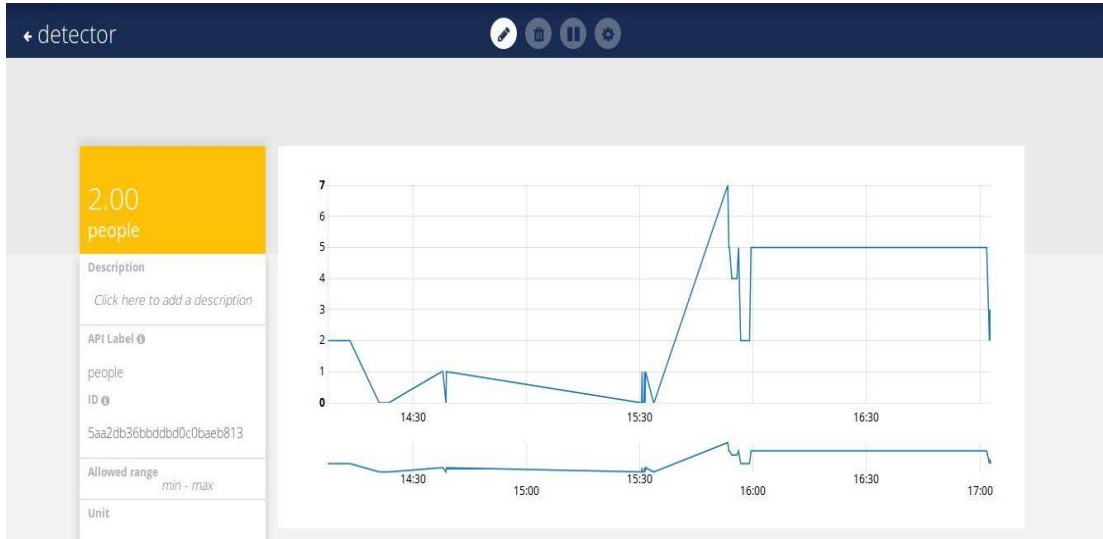 detector
2.00
people
Description
Click here to add a description
API Label
people
ID
5aa2db36bbddbd0c0baeb813
Allowed range
min - max
Unit
7
6
5
4
3
2
1
0
14:30 15:30 16:30
14:30 15:00 15:30 16:00 16:30 17:00